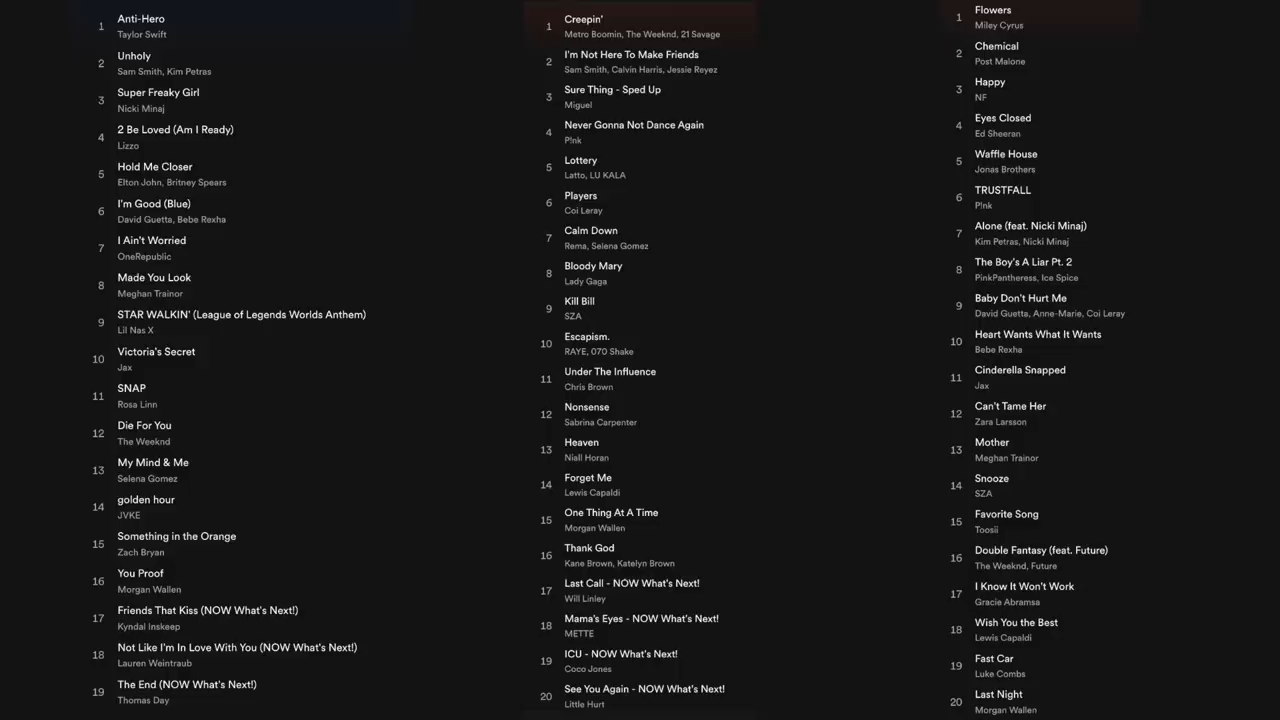 1
Anti-Hero
Taylor Swift
2
Unholy
Sam Smith, Kim Petras
3
Super Freaky Girl
Nicki Minaj
4
2 Be Loved (Am I Ready)
Lizzo
5
Hold Me Closer
Elton John, Britney Spears
6
I'm Good (Blue)
David Guetta, Bebe Rexha
7
I Ain't Worried
OneRepublic
8
Made You Look
Meghan Trainor
9
STAR WALKIN' (League of Legends Worlds Anthem)
Lil Nas X
10
Victoria's Secret
Jax
11
SNAP
Rosa Linn
12
Die For You
The Weeknd
13
My Mind & Me
Selena Gomez
14
golden hour
JVKE
15
Something in the Orange
Zach Bryan
16
You Proof
Morgan Wallen
17
Friends That Kiss (NOW What's Next!)
Kyndal Inskeep
18
Not Like I'm In Love With You (NOW What's Next!)
Lauren Weintraub
19
The End (NOW What's Next!)
Thomas Day
1
Creepin'
Metro Boomin, The Weeknd, 21 Savage
2
I'm Not Here To Make Friends
Sam Smith, Calvin Harris, Jessie Reyez
3
Sure Thing - Sped Up
Miguel
4
Never Gonna Not Dance Again
P!nk
5
Lottery
Latto, LU KALA
6
Players
Coi Leray
7
Calm Down
Rema, Selena Gomez
8
Bloody Mary
Lady Gaga
9
Kill Bill
SZA
10
Escapism.
RAYE, 070 Shake
11
Under The Influence
Chris Brown
12
Nonsense
Sabrina Carpenter
13
Heaven
Niall Horan
14
Forget Me
Lewis Capaldi
15
One Thing At A Time
Morgan Wallen
16
Thank God
Kane Brown, Katelyn Brown
17
Last Call - NOW What's Next!
Will Linley
18
Mama's Eyes - NOW What's Next!
METTE
19
ICU - NOW What's Next!
Coco Jones
20
See You Again - NOW What's Next!
Little Hurt
1
Flowers
Miley Cyrus
2
Chemical
Post Malone
3
Happy
NF
4
Eyes Closed
Ed Sheeran
5
Waffle House
Jonas Brothers
6
TRUSTFALL
P!nk
7
Alone (feat. Nicki Minaj)
Kim Petras, Nicki Minaj
8
The Boy's A Liar Pt. 2
PinkPantheress, Ice Spice
9
Baby Don't Hurt Me
David Guetta, Anne-Marie, Coi Leray
10
Heart Wants What It Wants
Bebe Rexha
11
Cinderella Snapped
Jax
12
Can't Tame Her
Zara Larsson
13
Mother
Meghan Trainor
14
Snooze
SZA
15
Favorite Song
Toosii
16
Double Fantasy (feat. Future)
The Weeknd, Future
17
I Know It Won't Work
Gracie Abramsa
18
Wish You the Best
Lewis Capaldi
19
Fast Car
Luke Combs
20
Last Night
Morgan Wallen